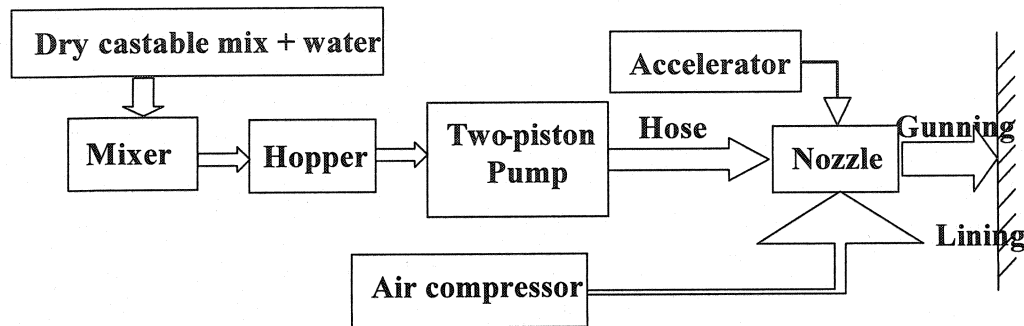 Dry castable mix + water
Accelerator
Mixer
Hopper
Two-piston
Pump
Hose
Nozzle
Gunning
Lining
Air compressor